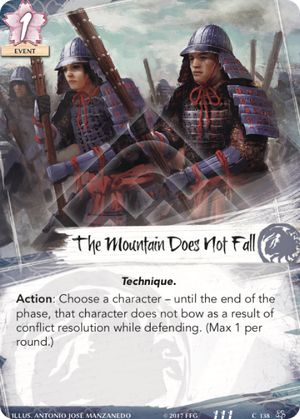 1
EVENT
The Mountain Does Not Fall
Technique.
Action: Choose a character – until the end of the
phase, that character does not bow as a result of
conflict resolution while defending. (Max 1 per
round.)
ILLUS. ANTONIO JOSÉ MANZANEDO © 2017 FFG 111 C 138